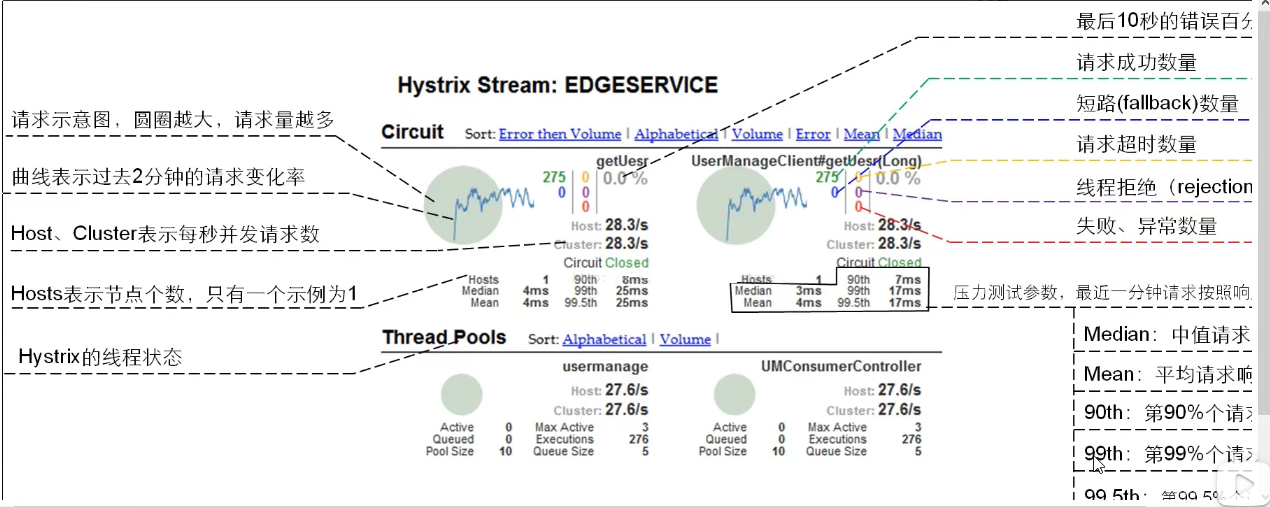 最后10秒的错误百分
Hystrix Stream: EDGESERVICE
请求成功数量
短路(fallback)数量
请求示意图，圆圈越大，请求量越多
Circuit Sort: Error then Volume | Alphabetical | Volume | Error | Mean | Median
请求超时数量
曲线表示过去2分钟的请求变化率
线程拒绝（rejection
Host、Cluster表示每秒并发请求数
失败、异常数量
getUesr
275 0 0.0 %
0 0
0
Host: 28.3/s
Cluster: 28.3/s
Circuit Closed
Hosts 1 90th 8ms
Median 4ms 99th 25ms
Mean 4ms 99.5th 25ms
UserManageClient#getUesr(Long)
275 0 0.0 %
0 0
0
Host: 28.3/s
Cluster: 28.3/s
Circuit Closed
Hosts 1 90th 7ms
Median 3ms 99th 17ms
Mean 4ms 99.5th 17ms
Hosts表示节点个数，只有一个示例为1
压力测试参数，最近一分钟请求按照响
Thread Pools Sort: Alphabetical | Volume |
Hystrix的线程状态
usermanage
Host: 27.6/s
Cluster: 27.6/s
Active 0 Max Active 3
Queued 0 Executions 276
Pool Size 10 Queue Size 5
UMConsumerController
Host: 27.6/s
Cluster: 27.6/s
Active 0 Max Active 3
Queued 0 Executions 276
Pool Size 10 Queue Size 5
Median：中值请求
Mean：平均请求响
90th：第90%个请求
99th：第99%个请求
99.5th：第99.5%个